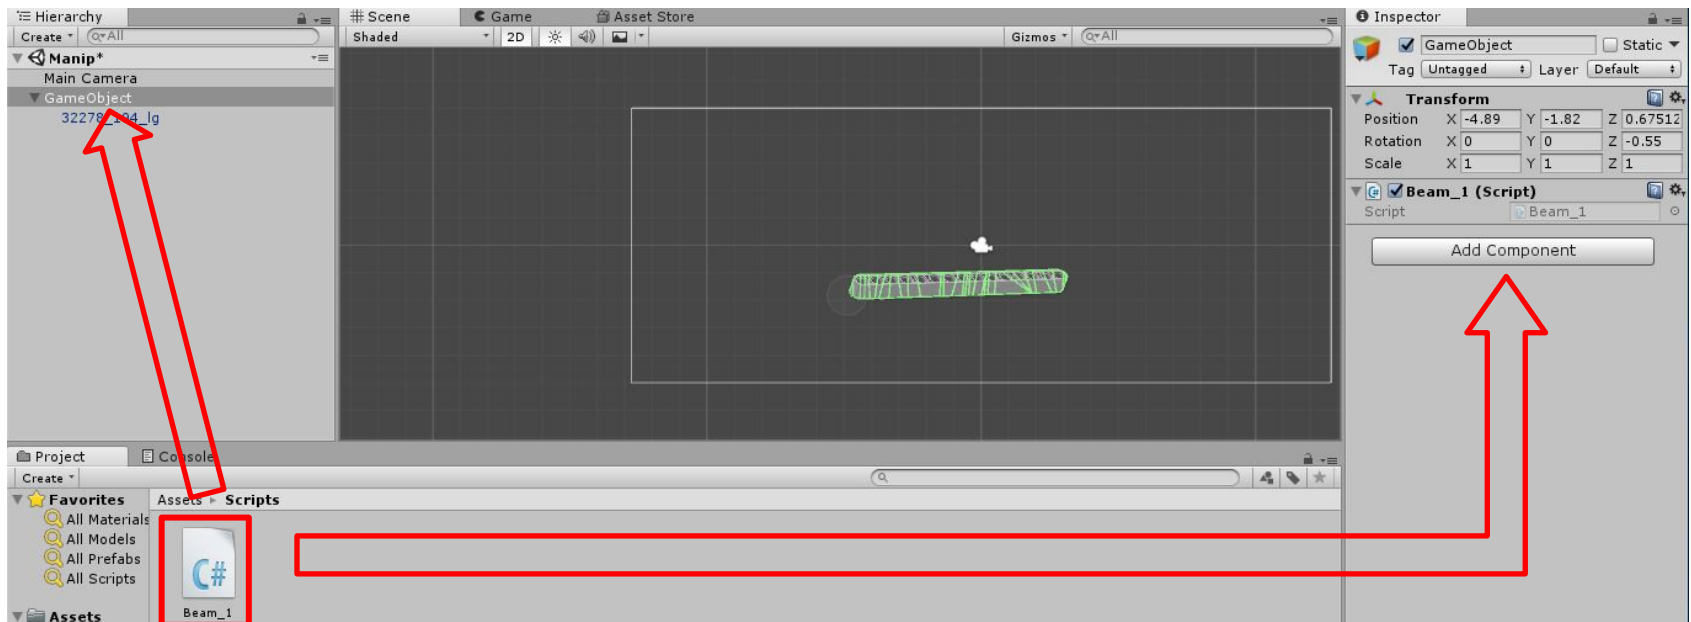 Hierarchy
Create
All
Manip*
Main Camera
GameObject
32278_194_lg
Scene
Game
Asset Store
Shaded
2D
Gizmos
All
Inspector
GameObject
Static
Tag Untagged Layer Default
Transform
Position X -4.89 Y -1.82 Z 0.67512
Rotation X 0 Y 0 Z -0.55
Scale X 1 Y 1 Z 1
C# Beam_1 (Script)
Script Beam_1
Add Component
Project
Console
Create
Favorites
All Materials
All Models
All Prefabs
All Scripts
Assets
Assets Scripts
C#
Beam_1